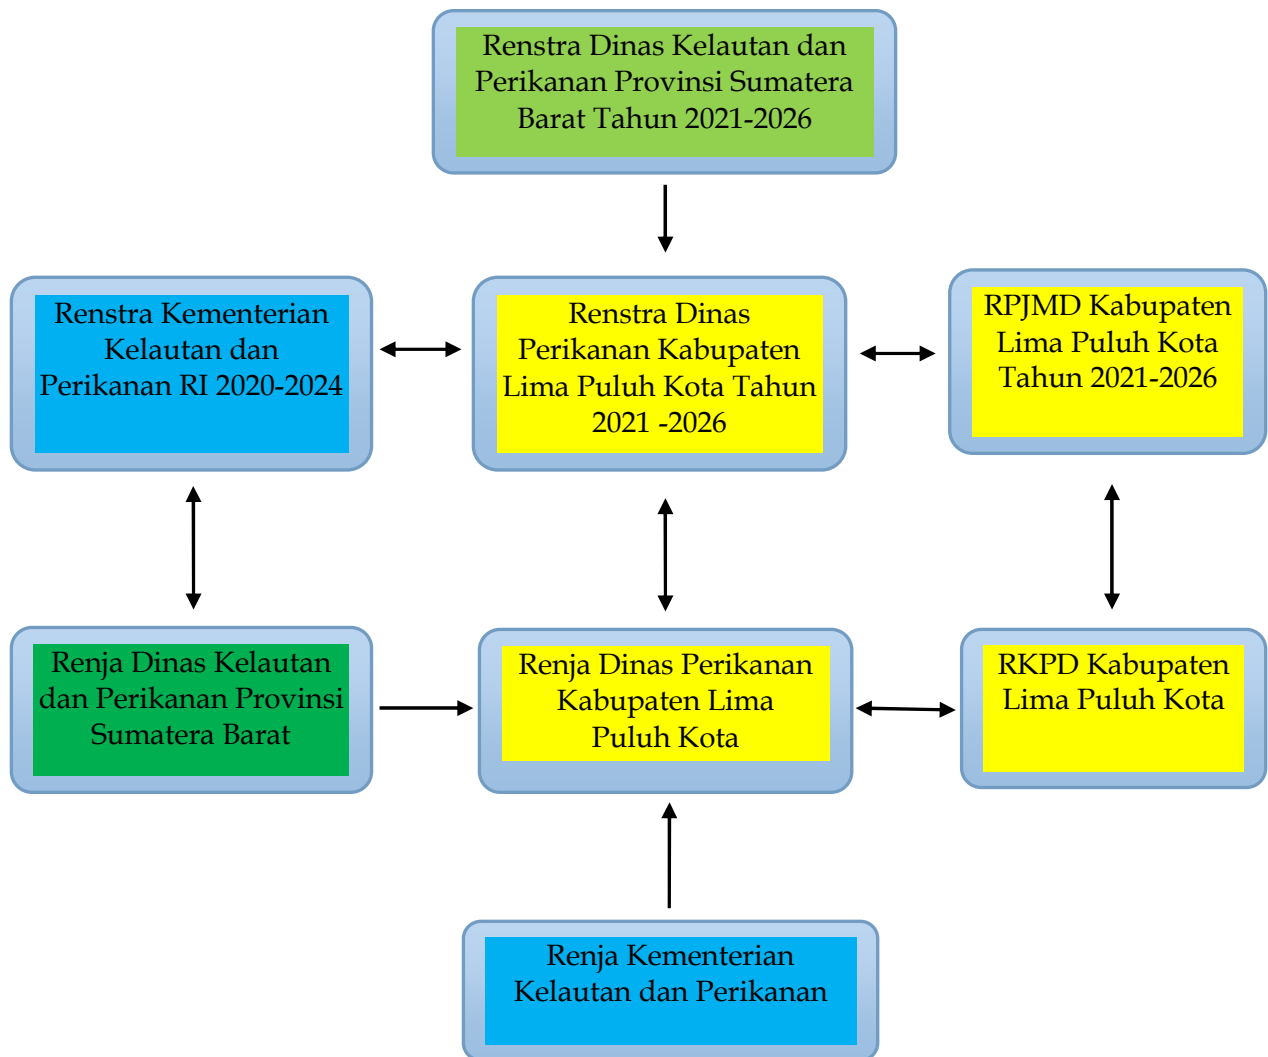 Renstra Dinas Kelautan dan
Perikanan Provinsi Sumatera
Barat Tahun 2021-2026
Renstra Kementerian
Kelautan dan
Perikanan RI 2020-2024
Renstra Dinas
Perikanan Kabupaten
Lima Puluh Kota Tahun
2021 -2026
RPJMD Kabupaten
Lima Puluh Kota
Tahun 2021-2026
Renja Dinas Kelautan
dan Perikanan Provinsi
Sumatera Barat
Renja Dinas Perikanan
Kabupaten Lima
Puluh Kota
RKPD Kabupaten
Lima Puluh Kota
Renja Kementerian
Kelautan dan Perikanan